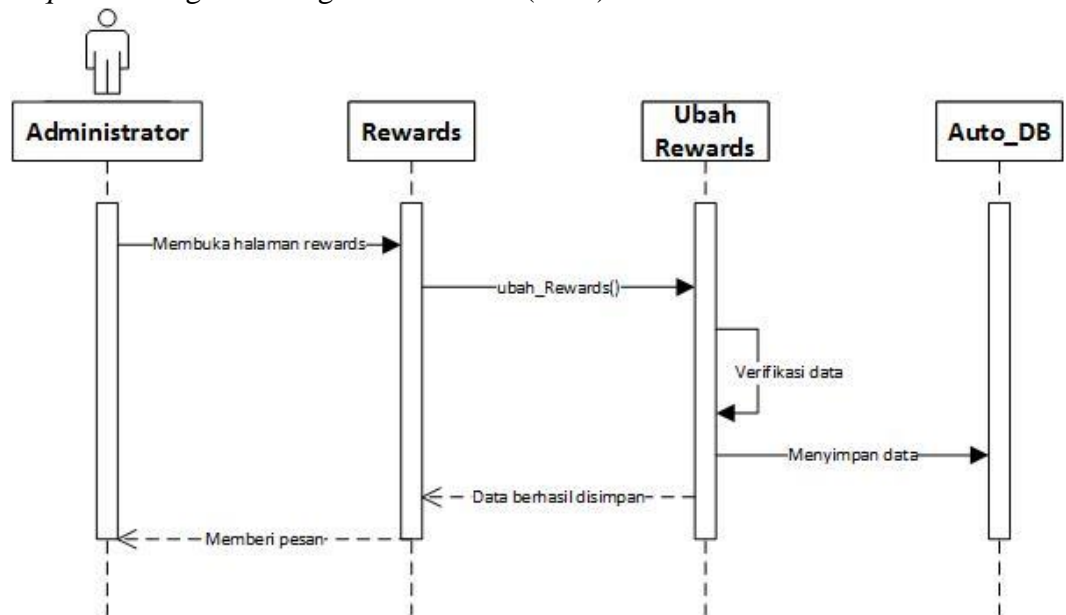 Administrator
Rewards
Ubah
Rewards
Auto_DB
Membuka halaman rewards
ubah_Rewards()
Verifikasi data
Menyimpan data
Data berhasil disimpan
Memberi pesan